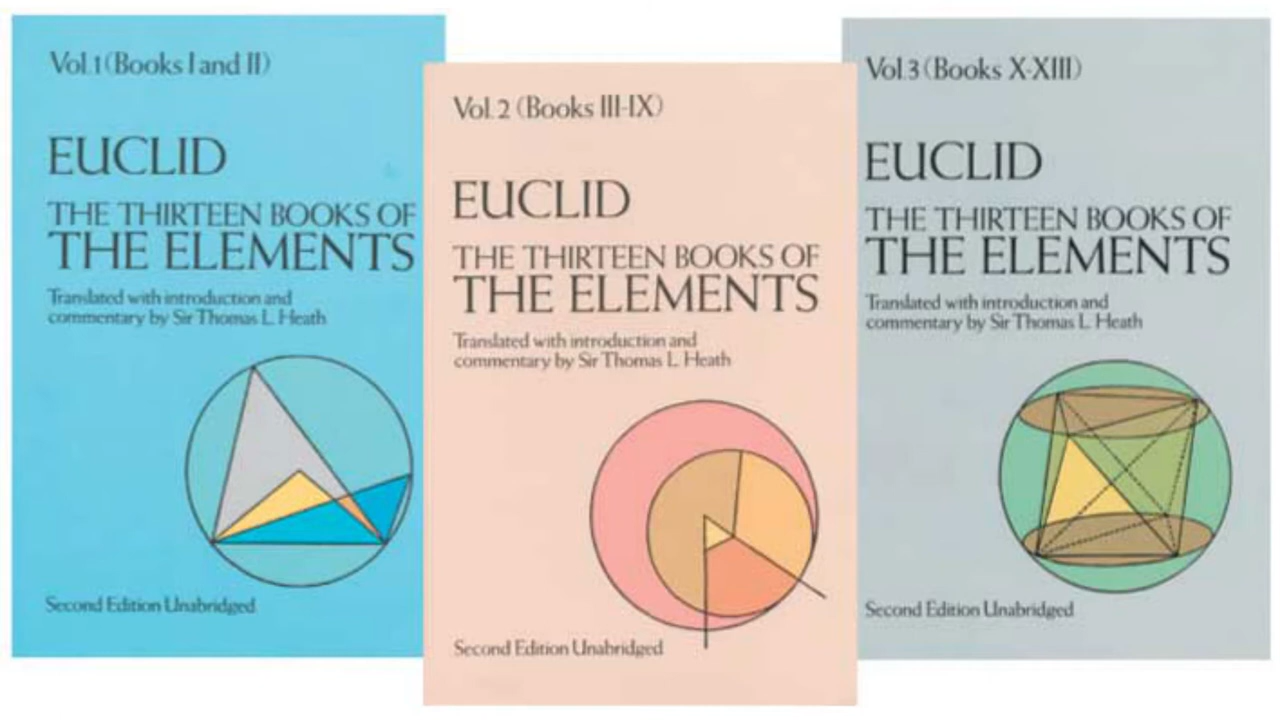 Vol.1 (Books I and II)
EUCLID
THE THIRTEEN BOOKS OF
THE ELEMENTS
Translated with introduction and
commentary by Sir Thomas L. Heath
Second Edition Unabridged
Vol. 2 (Books III-IX)
EUCLID
THE THIRTEEN BOOKS OF
THE ELEMENTS
Translated with introduction and
commentary by Sir Thomas L. Heath
Second Edition Unabridged
Vol. 3 (Books X-XIII)
EUCLID
THE THIRTEEN BOOKS OF
THE ELEMENTS
Translated with introduction and
commentary by Sir Thomas L. Heath
Second Edition Unabridged